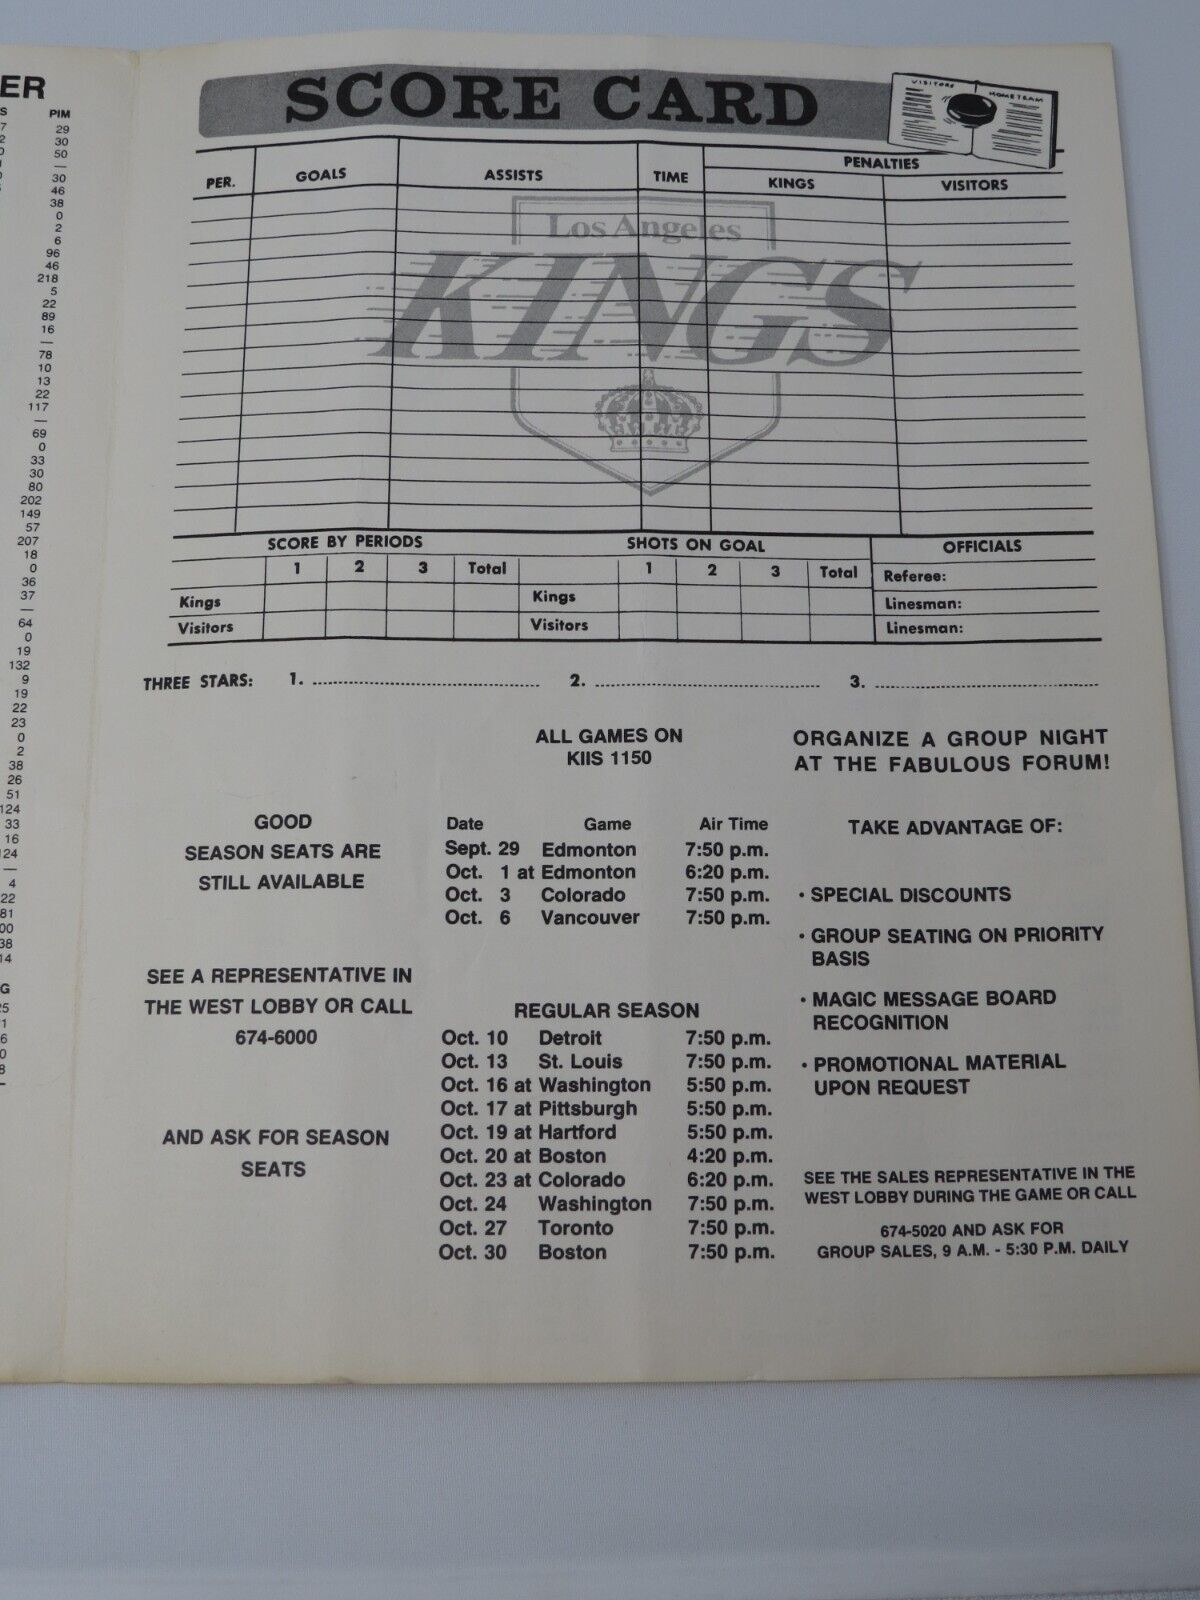 ER
S PIM
7 29
2 30
0 50
—
30
46
38
0
2
6
96
46
218
5
22
89
16
—
78
10
13
22
117
—
69
0
33
30
80
202
149
57
207
18
0
36
37
—
64
0
19
132
9
19
22
23
0
2
38
26
51
124
33
16
124
—
4
22
81
00
38
14
G
25
1
6
0
8
SCORE CARD
VISITORS HOME TEAM
PER. GOALS ASSISTS TIME PENALTIES
KINGS VISITORS
Los Angeles
KINGS
SCORE BY PERIODS SHOTS ON GOAL OFFICIALS
1 2 3 Total 1 2 3 Total Referee:
Kings Kings Linesman:
Visitors Visitors Linesman:
THREE STARS: 1. 2. 3.
GOOD
SEASON SEATS ARE
STILL AVAILABLE
SEE A REPRESENTATIVE IN
THE WEST LOBBY OR CALL
674-6000
AND ASK FOR SEASON
SEATS
ALL GAMES ON
KIIS 1150
Date Game Air Time
Sept. 29 Edmonton 7:50 p.m.
Oct. 1 at Edmonton 6:20 p.m.
Oct. 3 Colorado 7:50 p.m.
Oct. 6 Vancouver 7:50 p.m.
REGULAR SEASON
Oct. 10 Detroit 7:50 p.m.
Oct. 13 St. Louis 7:50 p.m.
Oct. 16 at Washington 5:50 p.m.
Oct. 17 at Pittsburgh 5:50 p.m.
Oct. 19 at Hartford 5:50 p.m.
Oct. 20 at Boston 4:20 p.m.
Oct. 23 at Colorado 6:20 p.m.
Oct. 24 Washington 7:50 p.m.
Oct. 27 Toronto 7:50 p.m.
Oct. 30 Boston 7:50 p.m.
ORGANIZE A GROUP NIGHT
AT THE FABULOUS FORUM!
TAKE ADVANTAGE OF:
• SPECIAL DISCOUNTS
• GROUP SEATING ON PRIORITY
BASIS
• MAGIC MESSAGE BOARD
RECOGNITION
• PROMOTIONAL MATERIAL
UPON REQUEST
SEE THE SALES REPRESENTATIVE IN THE
WEST LOBBY DURING THE GAME OR CALL
674-5020 AND ASK FOR
GROUP SALES, 9 A.M. - 5:30 P.M. DAILY